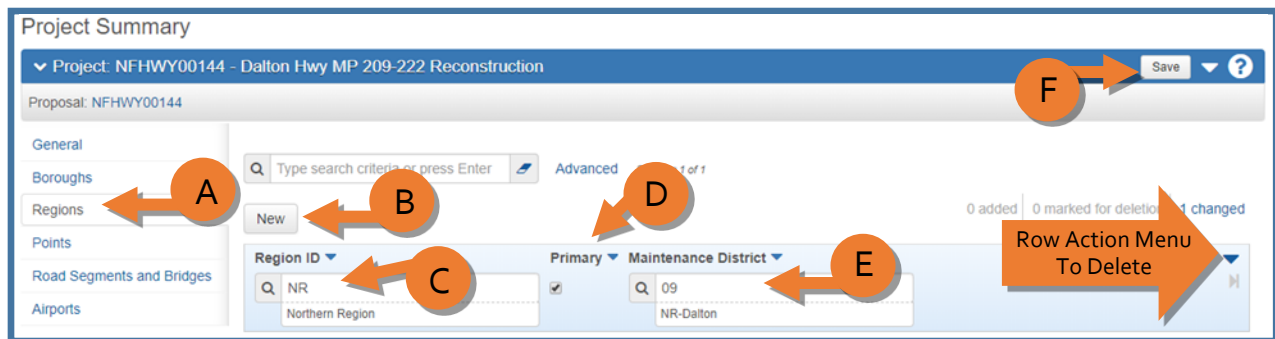 Project Summary
Project: NFHWY00144 - Dalton Hwy MP 209-222 Reconstruction
Save
?
F
Proposal: NFHWY00144
General
Boroughs
Regions
Points
Road Segments and Bridges
Airports
A
Type search criteria or press Enter
Advanced
1 of 1
New
B
D
0 added
0 marked for deletion
1 changed
Region ID
Primary
Maintenance District
E
Row Action Menu
To Delete
NR
C
09
Northern Region
NR-Dalton